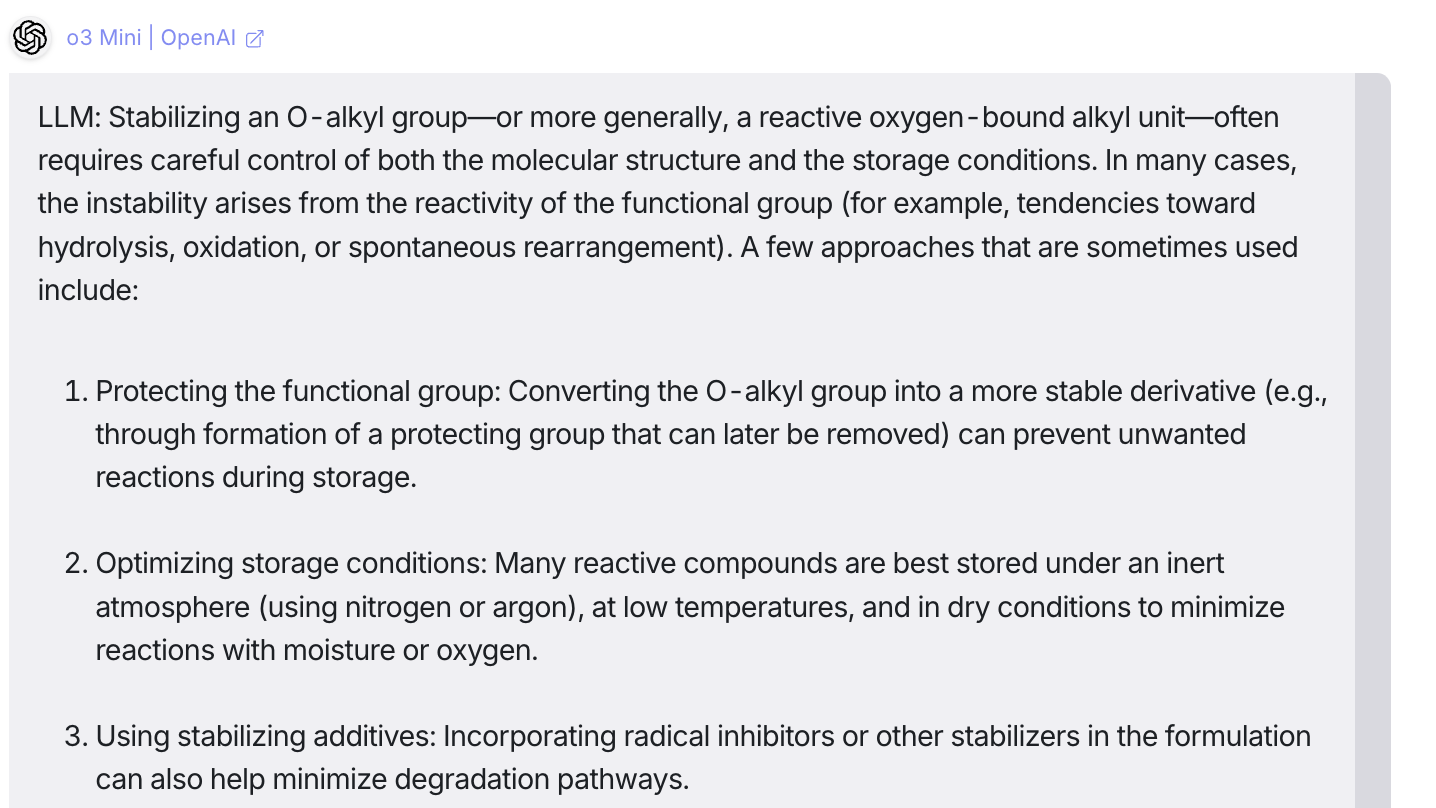 o3 Mini | OpenAI
LLM: Stabilizing an O-alkyl group—or more generally, a reactive oxygen-bound alkyl unit—often
requires careful control of both the molecular structure and the storage conditions. In many cases,
the instability arises from the reactivity of the functional group (for example, tendencies toward
hydrolysis, oxidation, or spontaneous rearrangement). A few approaches that are sometimes used
include:
1. Protecting the functional group: Converting the O-alkyl group into a more stable derivative (e.g.,
through formation of a protecting group that can later be removed) can prevent unwanted
reactions during storage.
2. Optimizing storage conditions: Many reactive compounds are best stored under an inert
atmosphere (using nitrogen or argon), at low temperatures, and in dry conditions to minimize
reactions with moisture or oxygen.
3. Using stabilizing additives: Incorporating radical inhibitors or other stabilizers in the formulation
can also help minimize degradation pathways.